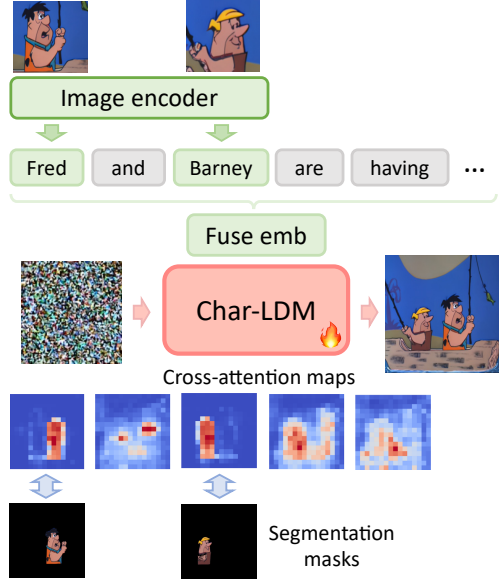 Image encoder
Fred and Barney are having ...
Fuse emb
Char-LDM
Cross-attention maps
Segmentation
masks